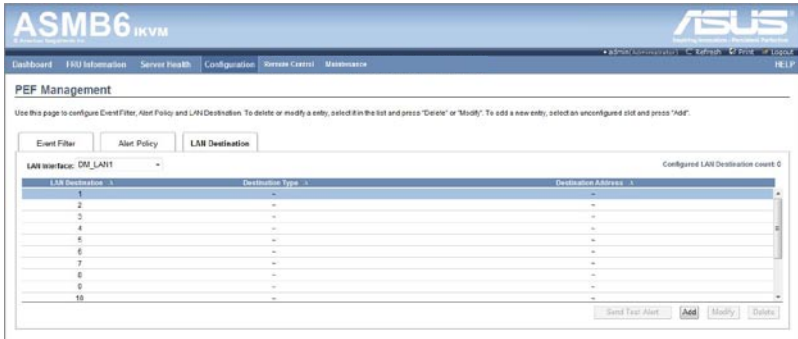 ASMB6 iKVM
ASUS
Inspiring Innovation · Persistent Perfection
admin(Administrator) Refresh Print Logout
Dashboard FRU Information Server Health Configuration Remote Control Maintenance HELP
PEF Management
Use this page to configure Event Filter, Alert Policy and LAN Destination. To delete or modify a entry, select it in the list and press "Delete" or "Modify". To add a new entry, select an unconfigured slot and press "Add".
Event Filter Alert Policy LAN Destination
LAN Interface: DM_LAN1 Configured LAN Destination count: 0
LAN Destination Destination Type Destination Address
1 ~ ~
2 ~ ~
3 ~ ~
4 ~ ~
5 ~ ~
6 ~ ~
7 ~ ~
8 ~ ~
9 ~ ~
10 ~ ~
Send Test Alert Add Modify Delete